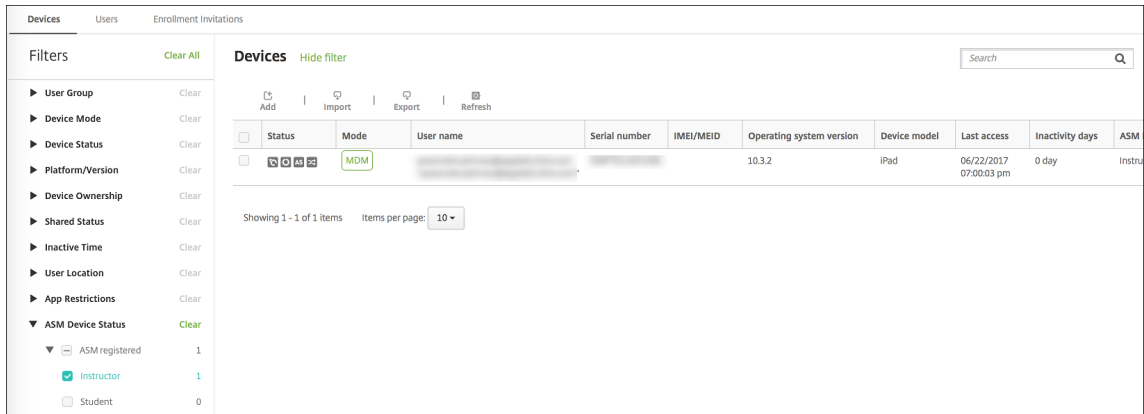 Devices Users Enrollment Invitations
Filters Clear All
User Group Clear
Device Mode Clear
Device Status Clear
Platform/Version Clear
Device Ownership Clear
Shared Status Clear
Inactive Time Clear
User Location Clear
App Restrictions Clear
ASM Device Status Clear
ASM registered 1
Instructor 1
Student 0
Devices Hide filter
Search
Add | Import | Export | Refresh
Status Mode User name Serial number IMEI/MEID Operating system version Device model Last access Inactivity days ASM
AS MDM 10.3.2 iPad 06/22/2017 0 day Instru
07:00:03 pm
Showing 1 - 1 of 1 items Items per page: 10